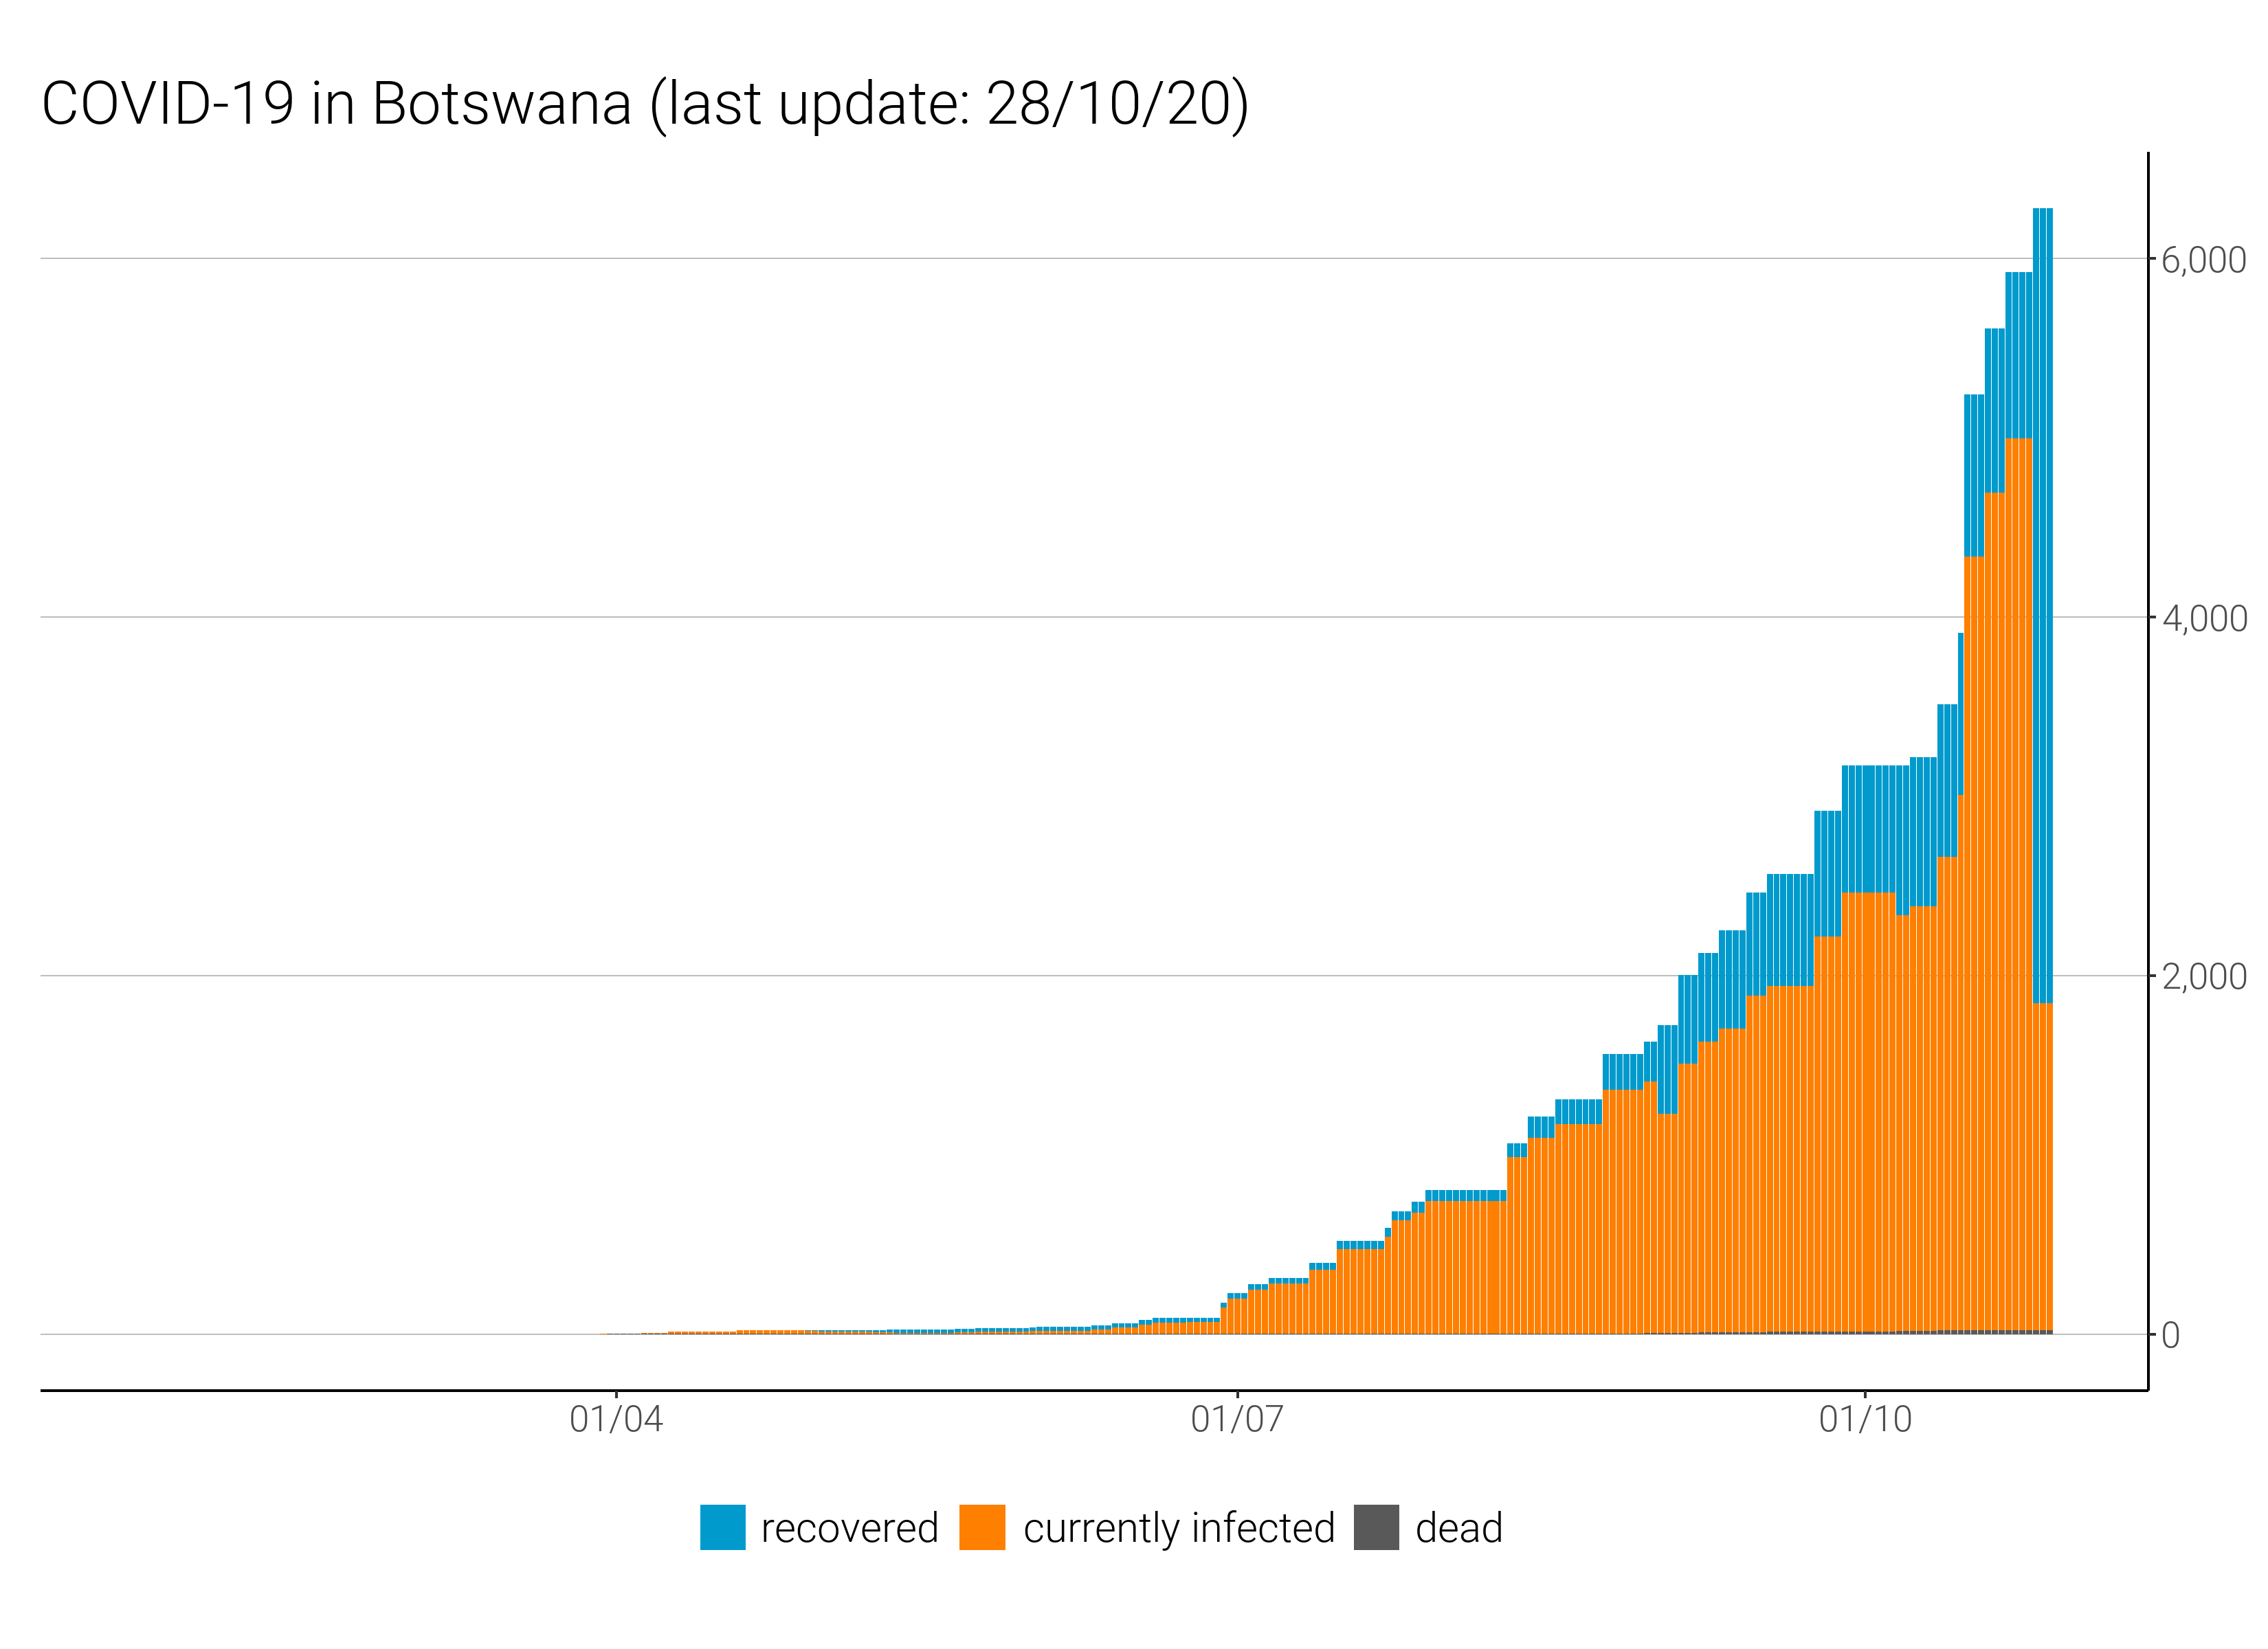 COVID-19 in Botswana (last update: 28/10/20)
6,000
4,000
2,000
0
01/04 01/07 01/10
recovered currently infected dead